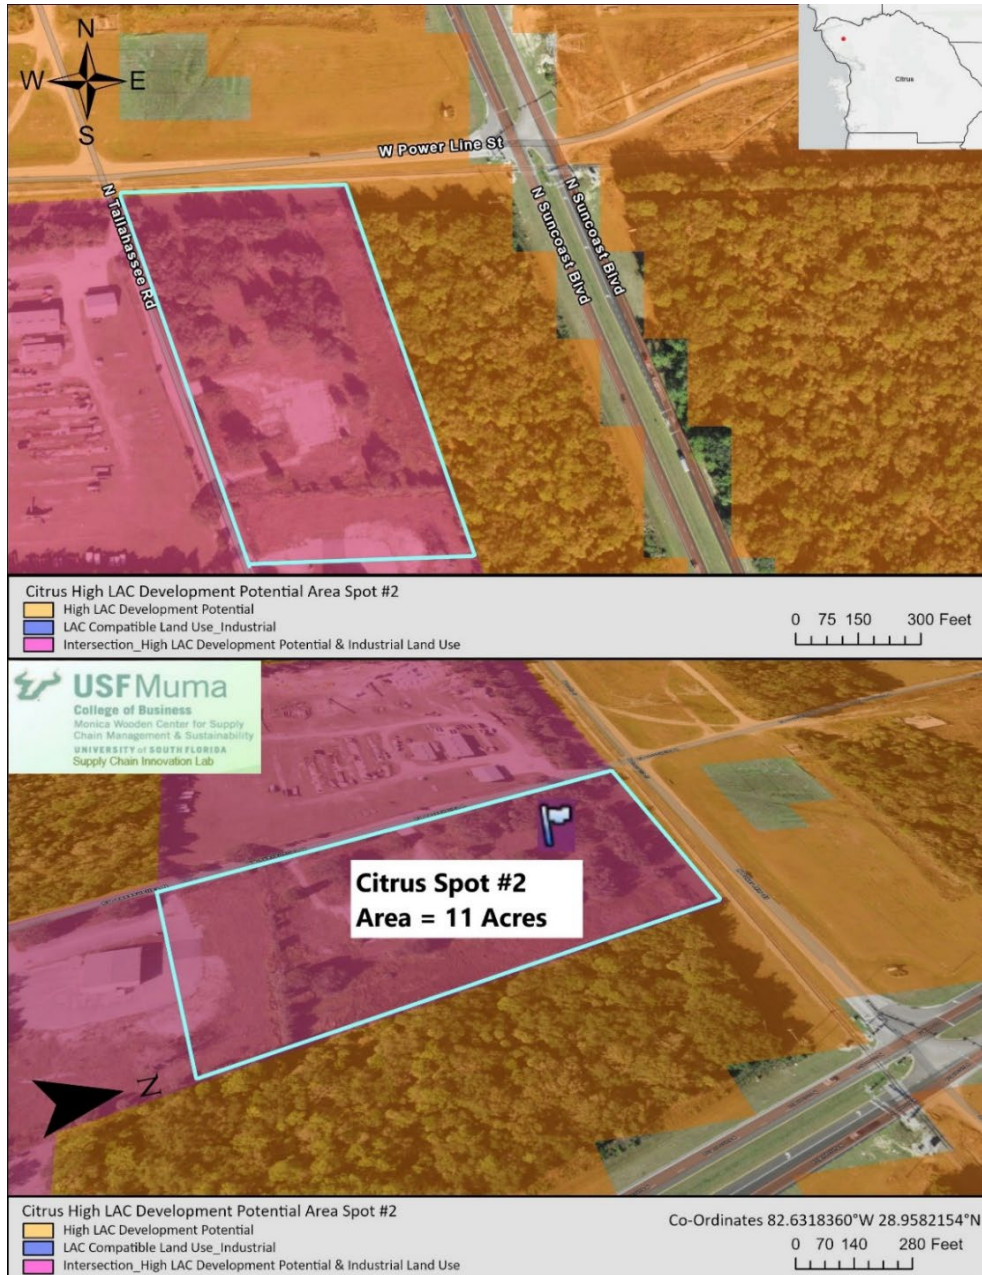 N
W E
S
Citrus
W Power Line St
N Tallahassee Rd
N Suncoast Blvd
N Suncoast Blvd
Citrus High LAC Development Potential Area Spot #2
High LAC Development Potential
LAC Compatible Land Use_Industrial
Intersection_High LAC Development Potential & Industrial Land Use
0 75 150 300 Feet
USF Muma
College of Business
Monica Wooden Center for Supply
Chain Management & Sustainability
UNIVERSITY of SOUTH FLORIDA
Supply Chain Innovation Lab
Citrus Spot #2
Area = 11 Acres
N
Citrus High LAC Development Potential Area Spot #2
High LAC Development Potential
LAC Compatible Land Use_Industrial
Intersection_High LAC Development Potential & Industrial Land Use
Co-Ordinates 82.6318360°W 28.9582154°N
0 70 140 280 Feet